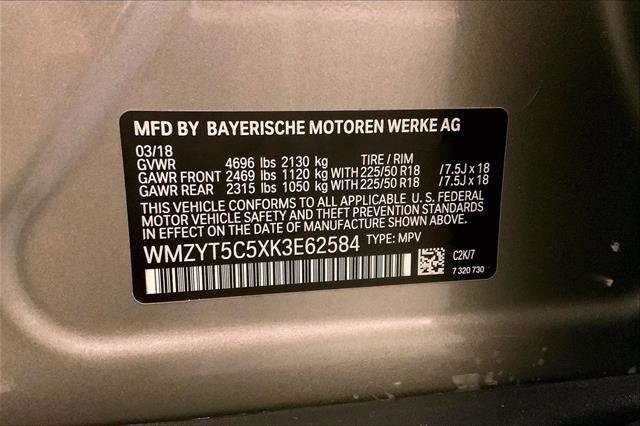 MFD BY BAYERISCHE MOTOREN WERKE AG
03/18
GVWR 4696 lbs 2130 kg TIRE / RIM
GAWR FRONT 2469 lbs 1120 kg WITH 225/50 R18 / 7.5J x 18
GAWR REAR 2315 lbs 1050 kg WITH 225/50 R18 / 7.5J x 18
THIS VEHICLE CONFORMS TO ALL APPLICABLE U. S. FEDERAL
MOTOR VEHICLE SAFETY AND THEFT PREVENTION STANDARDS
IN EFFECT ON THE DATE OF MANUFACTURE SHOWN ABOVE.
WMZYT5C5XK3E62584 TYPE: MPV
C2K/7
7 320 730